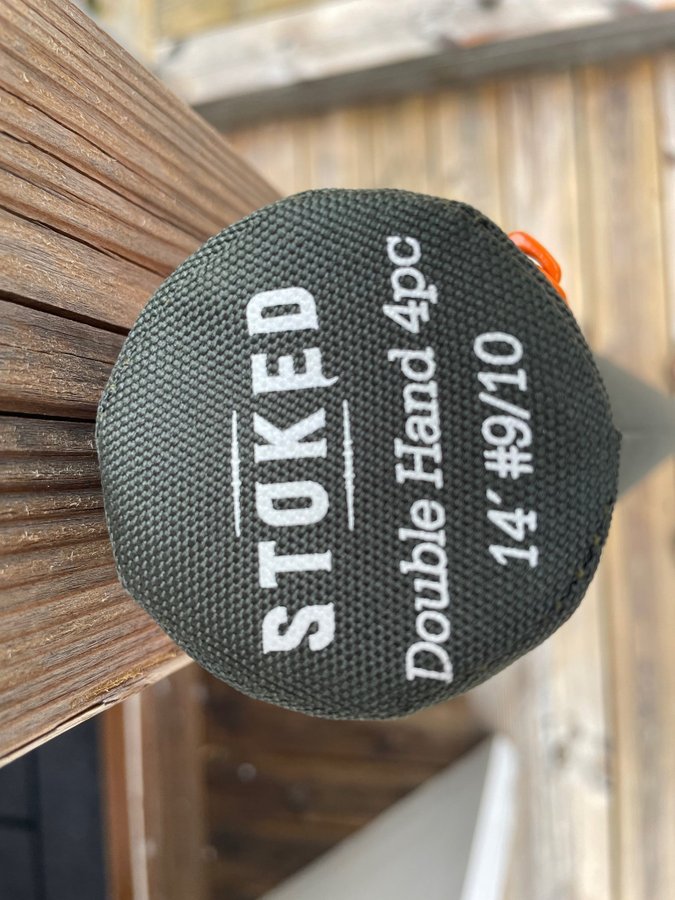 STOKED
Double Hand 4pc
14' #9/10